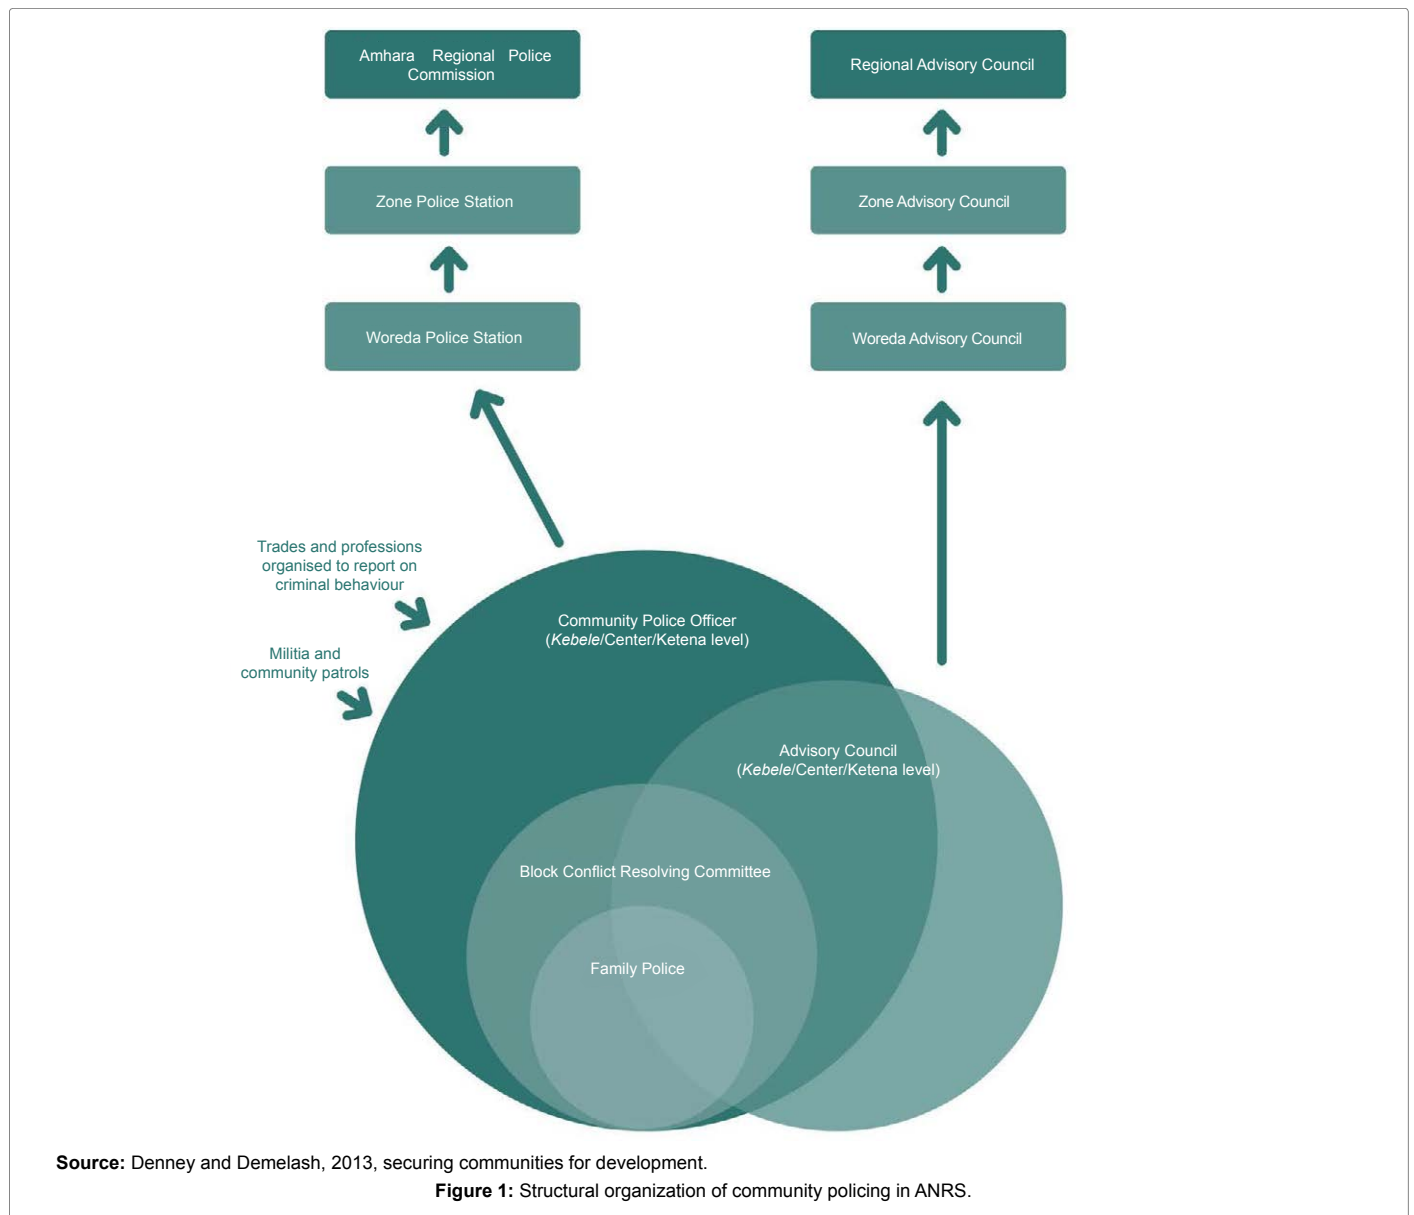 Amhara Regional Police
Commission
Regional Advisory Council
Zone Police Station
Zone Advisory Council
Woreda Police Station
Woreda Advisory Council
Trades and professions
organised to report on
criminal behaviour
Community Police Officer
(Kebele/Center/Ketena level)
Militia and
community patrols
Advisory Council
(Kebele/Center/Ketena level)
Block Conflict Resolving Committee
Family Police
Source: Denney and Demelash, 2013, securing communities for development.
Figure 1: Structural organization of community policing in ANRS.